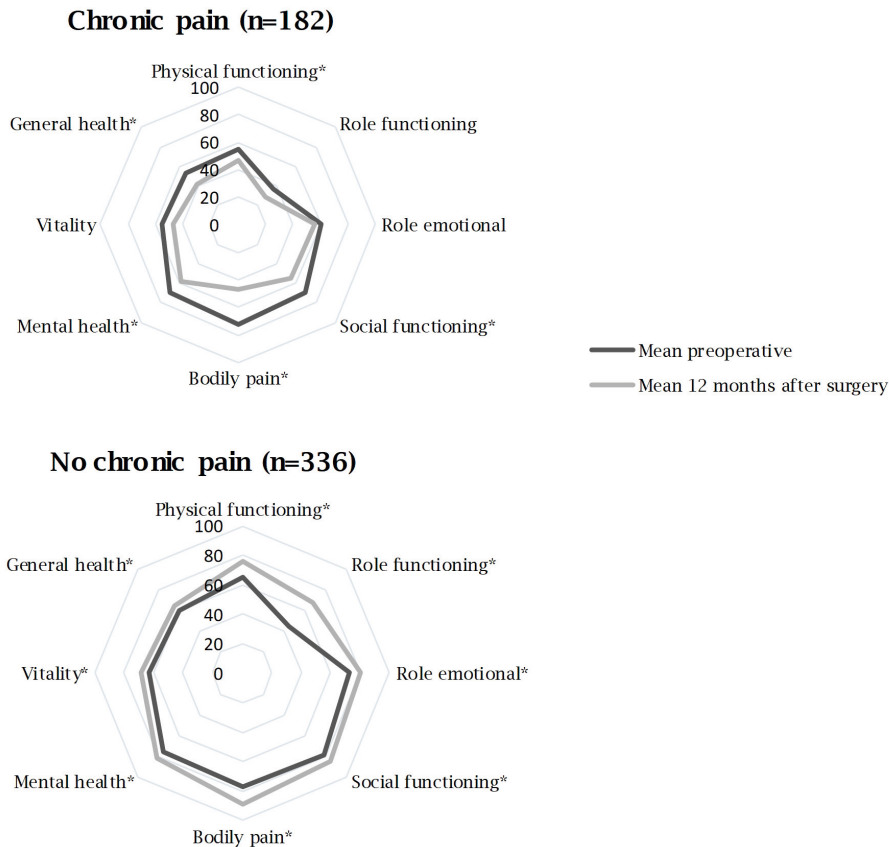 Chronic pain (n=182)
Physical functioning*
100
General health*
Role functioning
80
60
40
20
Vitality
0
Role emotional
Mental health*
Social functioning*
Bodily pain*
Mean preoperative
Mean 12 months after surgery
No chronic pain (n=336)
Physical functioning*
100
General health*
Role functioning*
80
60
40
20
Vitality*
0
Role emotional*
Mental health*
Social functioning*
Bodily pain*